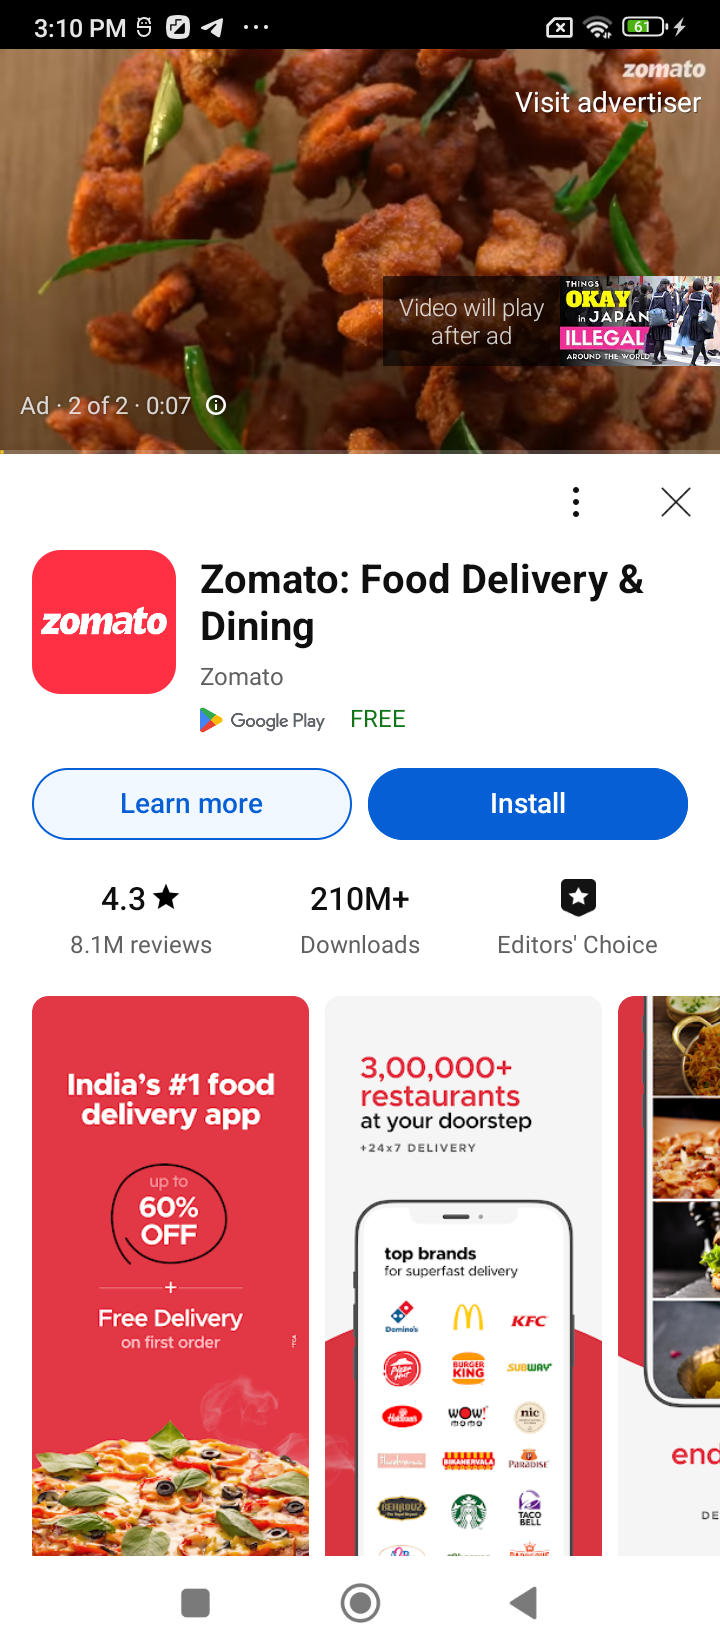 3:10 PM
61
zomato
Visit advertiser
Video will play
after ad
THINGS
OKAY
in JAPAN
ILLEGAL
AROUND THE WORLD
Ad · 2 of 2 · 0:07
zomato
Zomato: Food Delivery &
Dining
Zomato
Google Play FREE
Learn more
Install
4.3★
210M+
8.1M reviews
Downloads
Editors' Choice
India's #1 food
delivery app
up to
60%
OFF
+
Free Delivery
on first order
3,00,000+
restaurants
at your doorstep
+24x7 DELIVERY
top brands
for superfast delivery
Domino's
KFC
Pizza Hut
BURGER
KING
SUBWAY
Haldiram's
WOW!
MOMO
nic
BIKANERVALA
PARADISE
BEHROUZ
TACO
BELL
end
DE